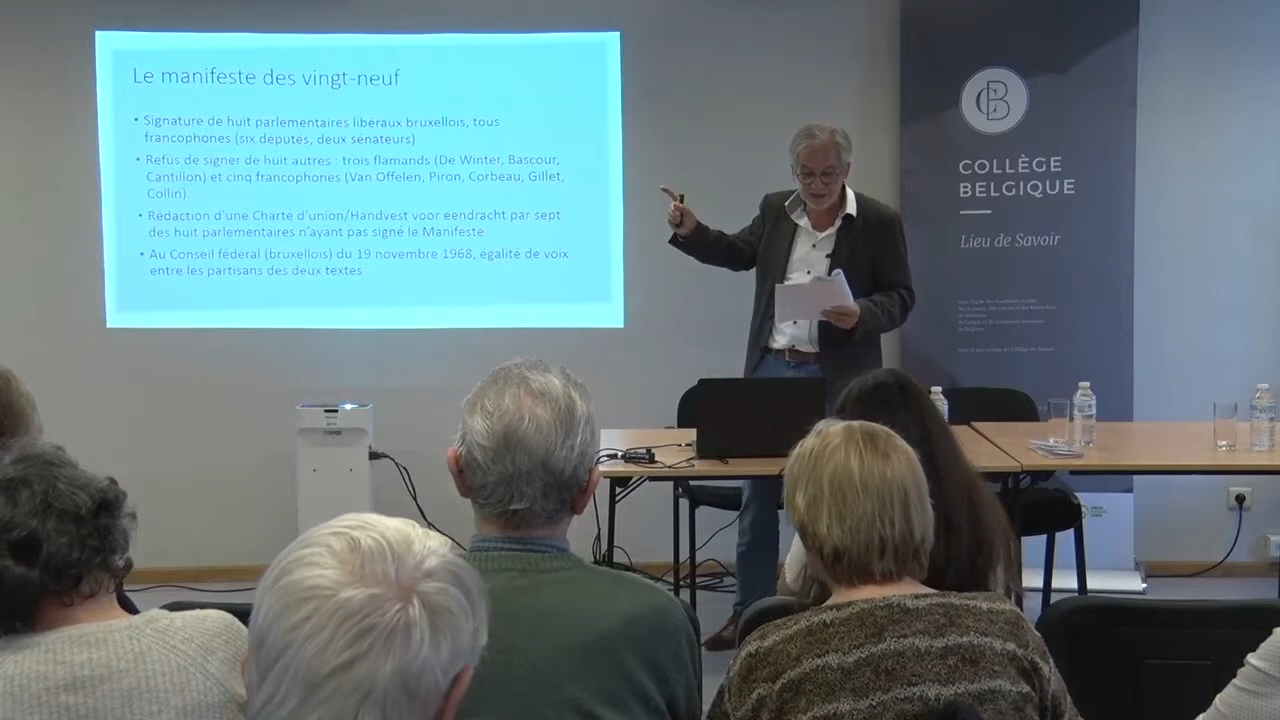 Le manifeste des vingt-neuf
• Signature de huit parlementaires libéraux bruxellois, tous
francophones (six députés, deux sénateurs)
• Refus de signer de huit autres : trois flamands (De Winter, Bascour,
Cantillon) et cinq francophones (Van Offelen, Piron, Corbeau, Gillet,
Collin).
• Rédaction d'une Charte d'union/Handvest voor eendracht par sept
des huit parlementaires n'ayant pas signé le Manifeste
• Au Conseil fédéral (bruxellois) du 19 novembre 1968, égalité de voix
entre les partisans des deux textes
CB
COLLÈGE
BELGIQUE
Lieu de Savoir